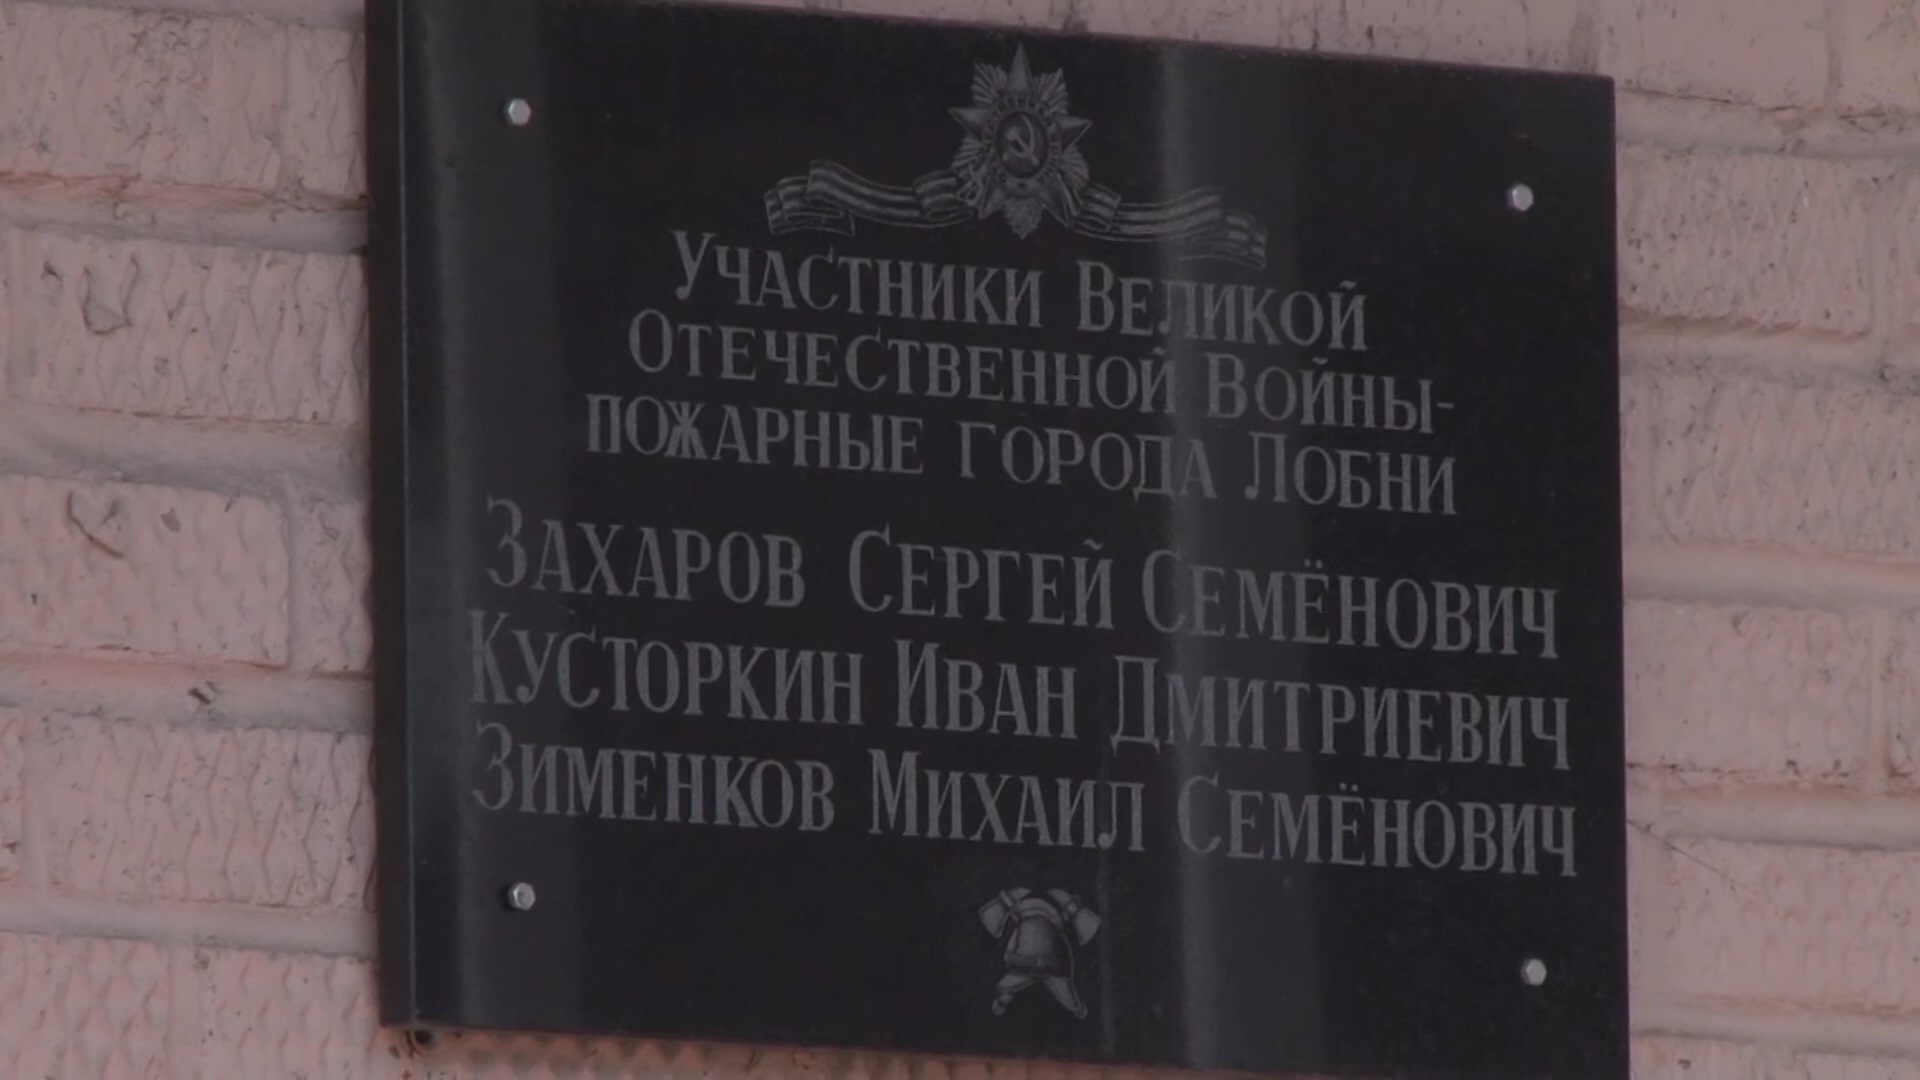 Участники Великой
Отечественной Войны-
пожарные города Лобни
Захаров Сергей Семёнович
Кусторкин Иван Дмитриевич
Зименков Михаил Семёнович